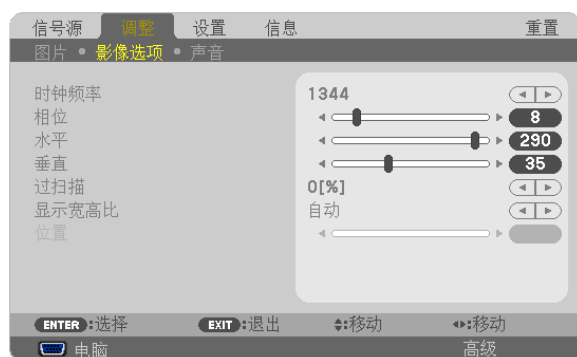 信号源 调整 设置 信息 重置
图片 • 影像选项 • 声音
时钟频率 1344
相位 8
水平 290
垂直 35
过扫描 0[%]
显示宽高比 自动
位置
ENTER:选择 EXIT:退出 :移动 :移动
电脑 高级